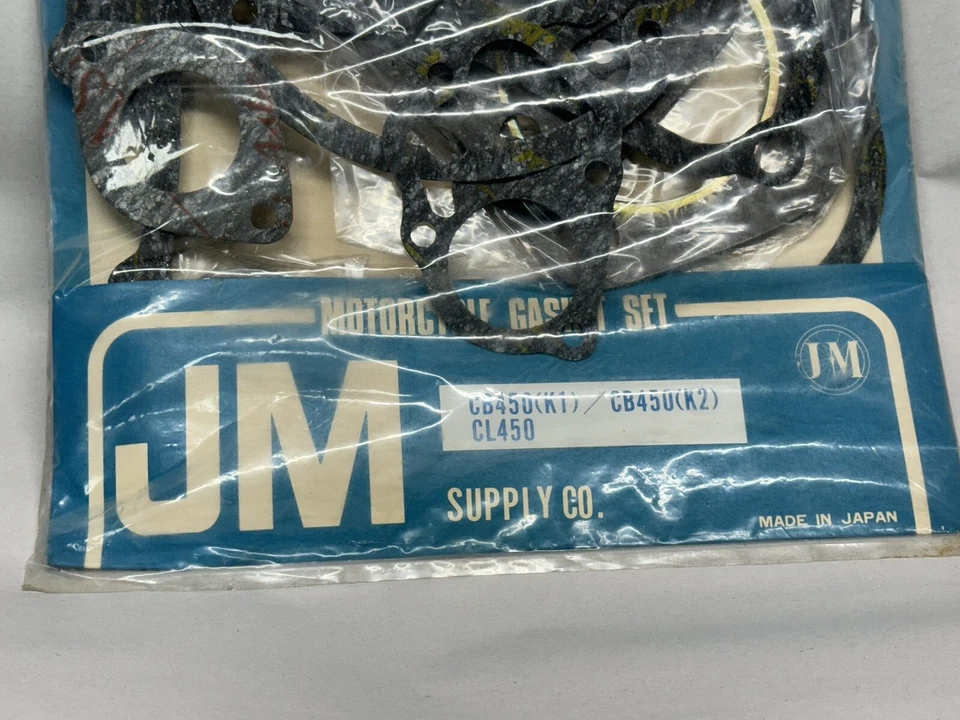 MOTORCYCLE GASKET SET
JM
JM
CB450(K1) / CB450(K2)
CL450
SUPPLY CO.
MADE IN JAPAN